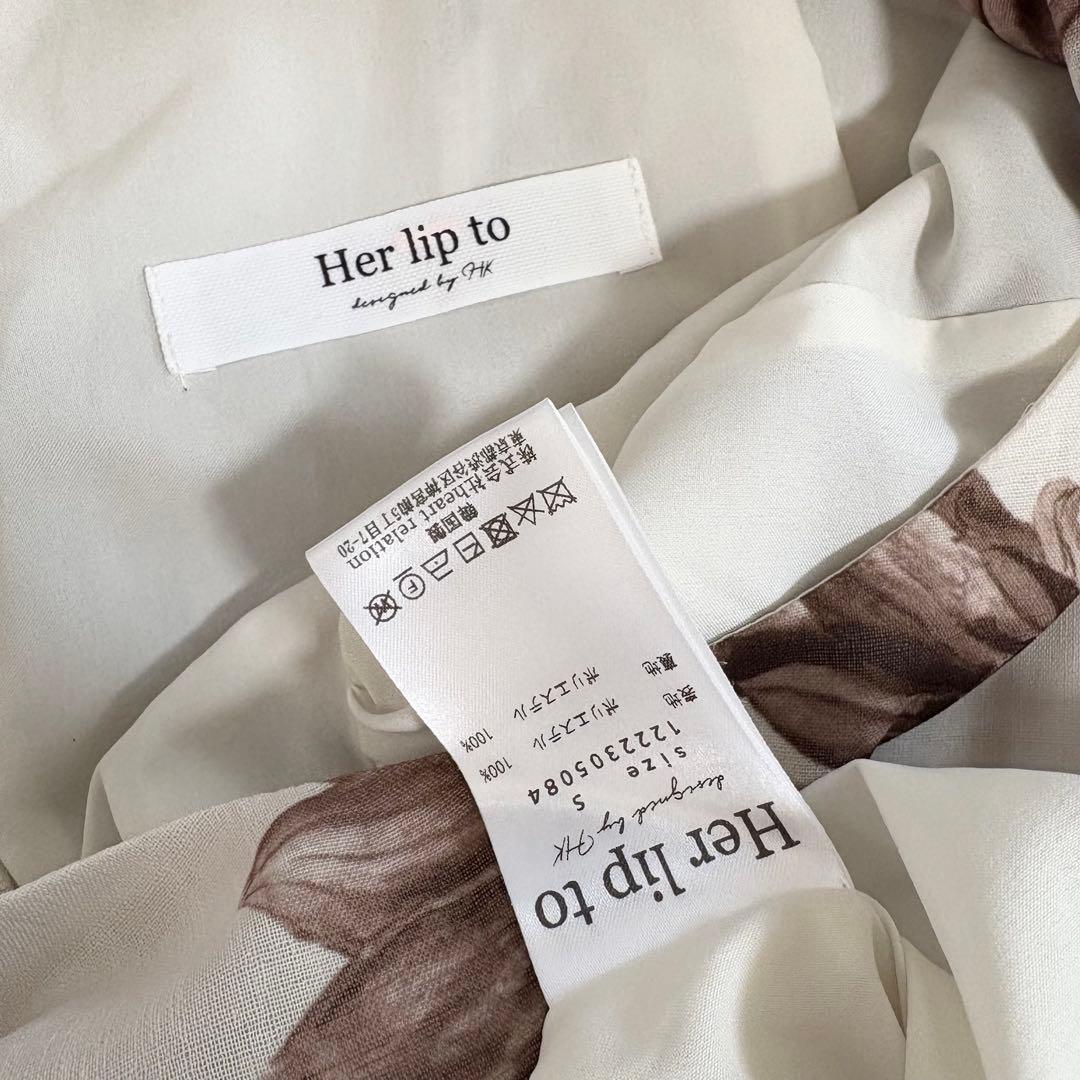 Her lip to
designed by HK
Her lip to
designed by HK
size S
1222305084
表地 ポリエステル 100%
裏地 ポリエステル 100%
F W
韓国製
株式会社heart relation
東京都渋谷区神宮前5丁目7-20